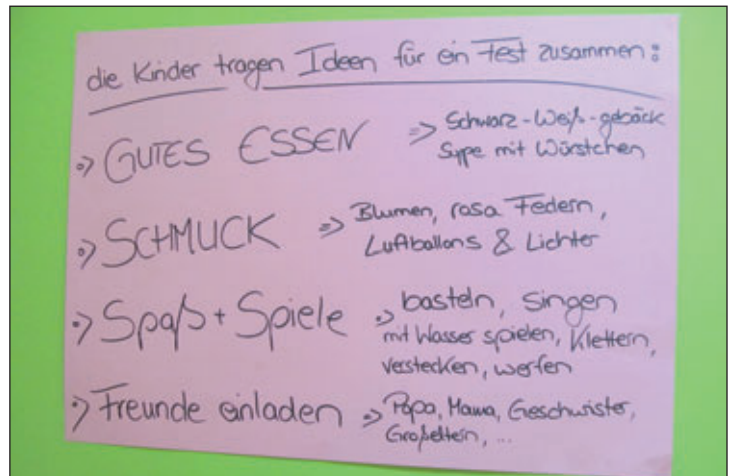 die Kinder tragen Ideen für ein Fest zusammen:
•> GUTES ESSEN => Schwarz-Weiß-gebäck
Suppe mit Würstchen
•> SCHMUCK => Blumen, rosa Federn,
Luftballons & Lichter
•> Spaß + Spiele •> basteln, singen
mit Wasser spielen, Klettern,
verstecken, werfen
•> Freunde einladen => Papa, Mama, Geschwister,
Großeltern, ...